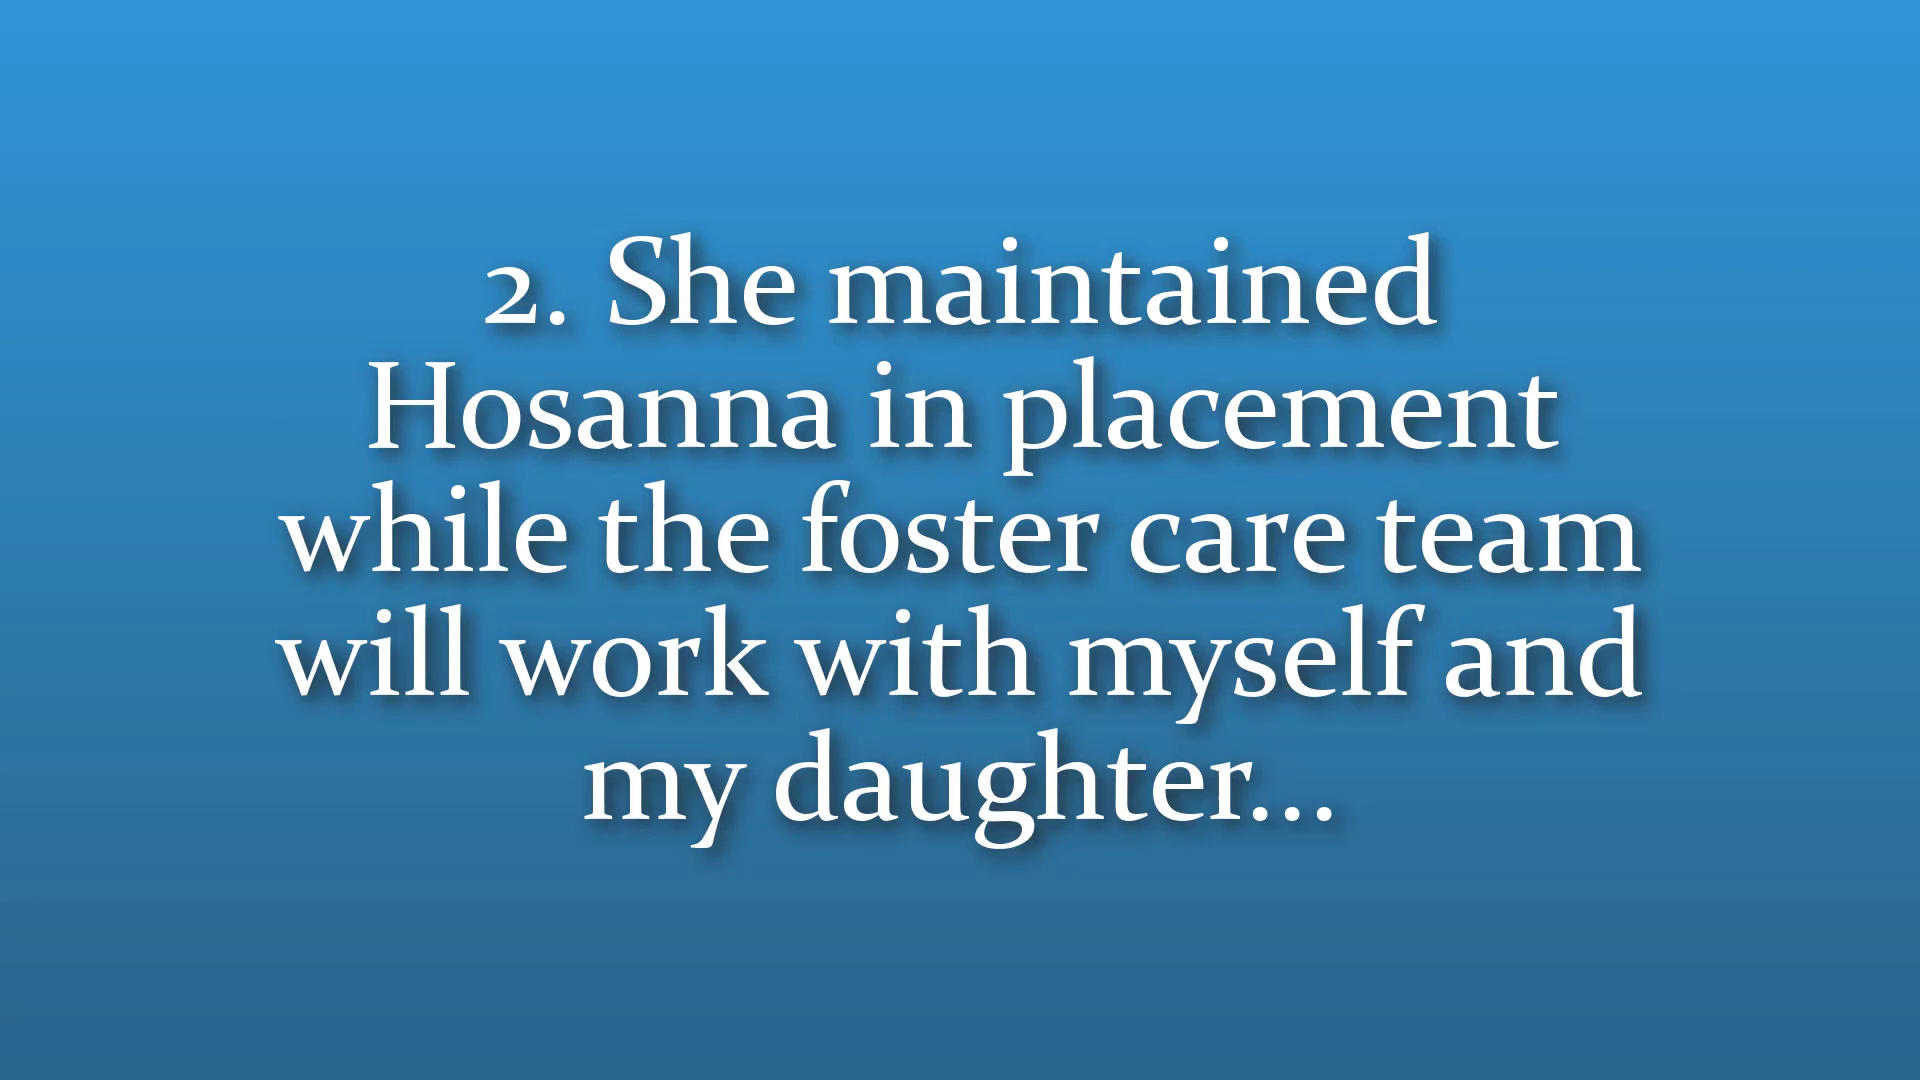 2. She maintained
Hosanna in placement
while the foster care team
will work with myself and
my daughter...